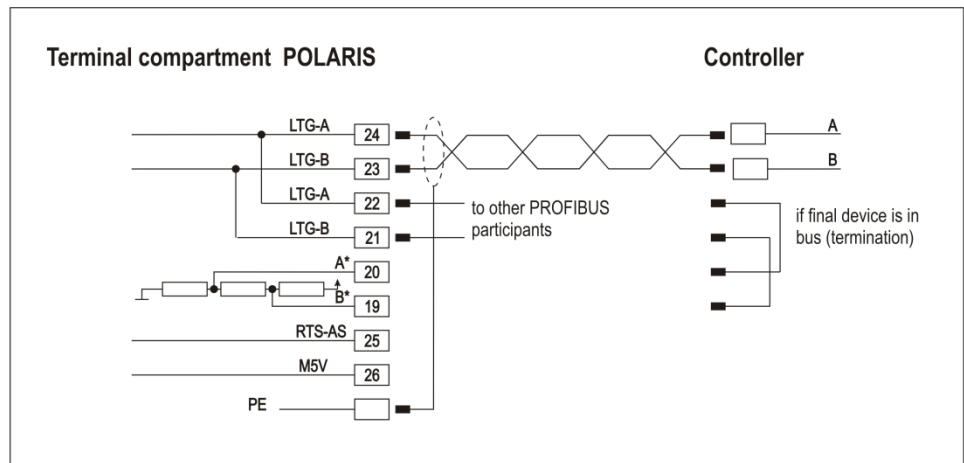 Terminal compartment POLARIS
Controller
LTG-A
24
A
LTG-B
23
B
LTG-A
22
to other PROFIBUS
participants
LTG-B
21
if final device is in
bus (termination)
A*
20
B*
19
RTS-AS
25
M5V
26
PE